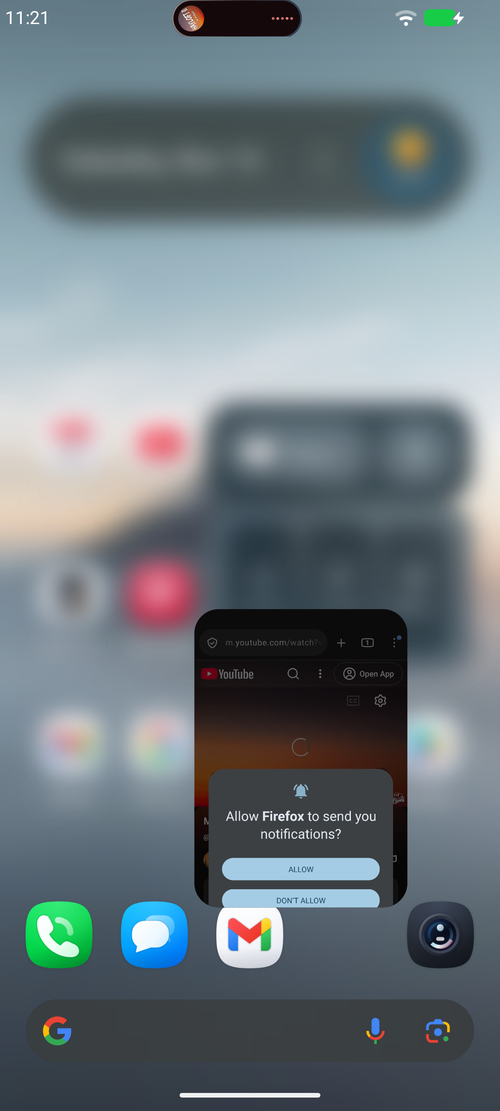 11:21
m.youtube.com/watch?
1
YouTube
Open App
CC
Allow Firefox to send you
notifications?
ALLOW
DON'T ALLOW